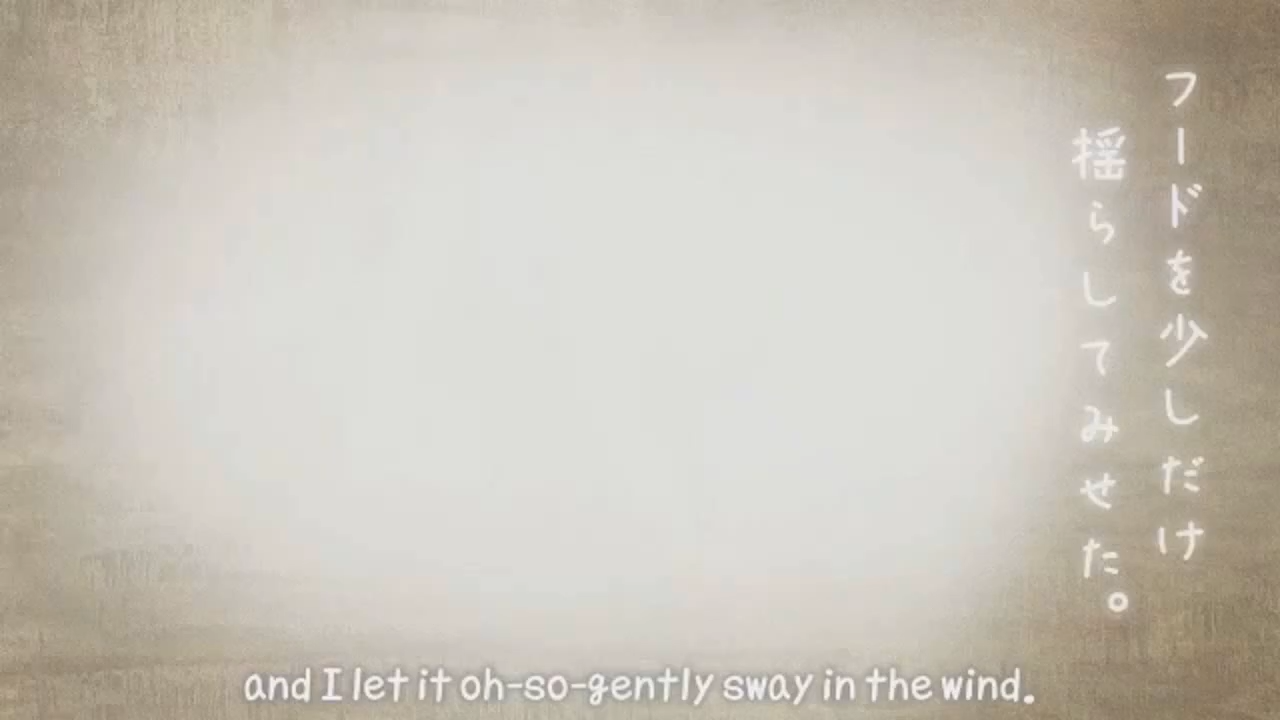 フードを少しだけ
揺らしてみせた。
and I let it oh-so-gently sway in the wind.